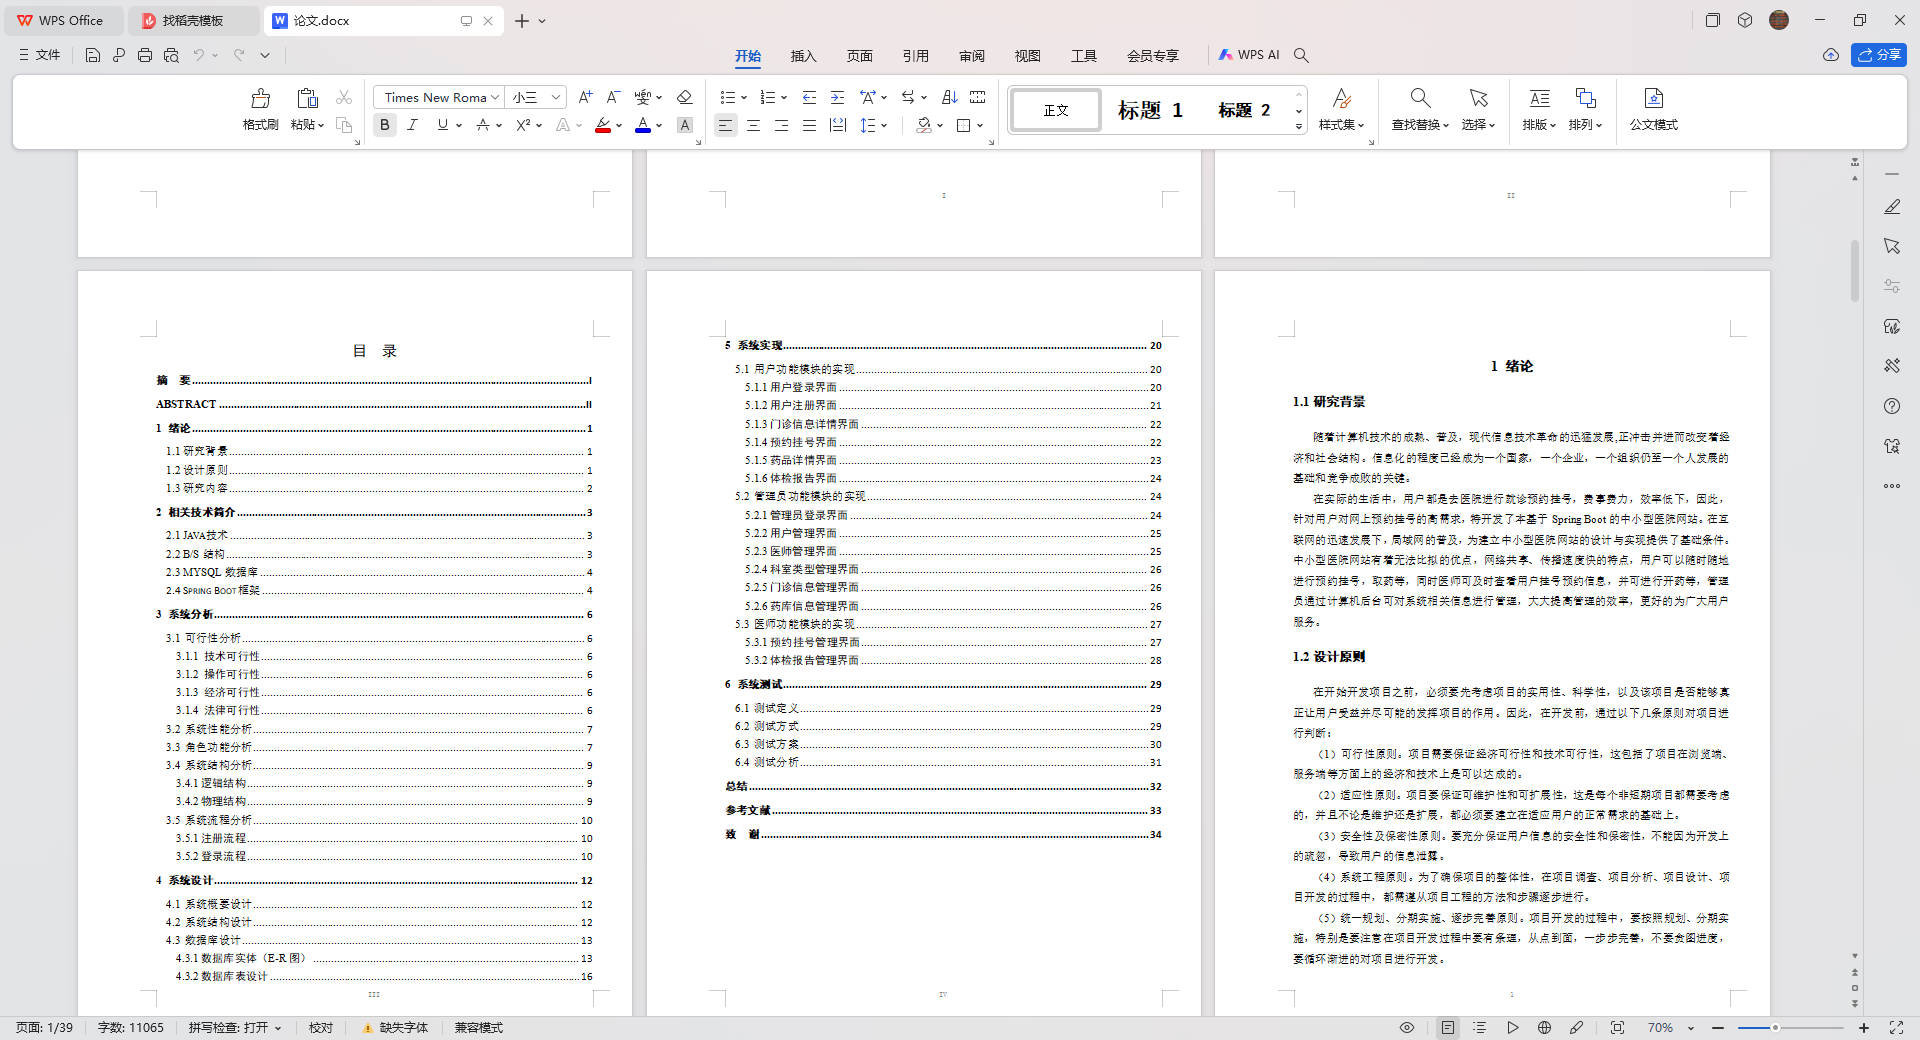 WPS Office
找稻壳模板
论文.docx
文件
开始
插入
页面
引用
审阅
视图
工具
会员专享
WPS AI
分享
格式刷
粘贴
Times New Roma
小三
正文
标题 1
标题 2
样式集
查找替换
选择
排版
排列
公文模式
I
II
目 录
摘 要 I
ABSTRACT II
1 绪论 1
1.1 研究背景 1
1.2 设计原则 1
1.3 研究内容 2
2 相关技术简介 3
2.1 JAVA技术 3
2.2 B/S 结构 3
2.3 MYSQL 数据库 4
2.4 SPRING BOOT框架 4
3 系统分析 6
3.1 可行性分析 6
3.1.1 技术可行性 6
3.1.2 操作可行性 6
3.1.3 经济可行性 6
3.1.4 法律可行性 6
3.2 系统性能分析 7
3.3 角色功能分析 7
3.4 系统结构分析 9
3.4.1 逻辑结构 9
3.4.2 物理结构 9
3.5 系统流程分析 10
3.5.1 注册流程 10
3.5.2 登录流程 10
4 系统设计 12
4.1 系统概要设计 12
4.2 系统结构设计 12
4.3 数据库设计 13
4.3.1 数据库实体（E-R 图） 13
4.3.2 数据库表设计 16
III
5 系统实现 20
5.1 用户功能模块的实现 20
5.1.1 用户登录界面 20
5.1.2 用户注册界面 21
5.1.3 门诊信息详情界面 22
5.1.4 预约挂号界面 22
5.1.5 药品详情界面 23
5.1.6 体检报告界面 24
5.2 管理员功能模块的实现 24
5.2.1 管理员登录界面 24
5.2.2 用户管理界面 25
5.2.3 医师管理界面 25
5.2.4 科室类型管理界面 26
5.2.5 门诊信息管理界面 26
5.2.6 药库信息管理界面 26
5.3 医师功能模块的实现 27
5.3.1 预约挂号管理界面 27
5.3.2 体检报告管理界面 28
6 系统测试 29
6.1 测试定义 29
6.2 测试方式 29
6.3 测试方案 30
6.4 测试分析 31
总结 32
参考文献 33
致 谢 34
IV
1 绪论
1.1 研究背景
随着计算机技术的成熟、普及，现代信息技术革命的迅猛发展,正冲击并进而改变着经
济和社会结构。信息化的程度已经成为一个国家，一个企业，一个组织仍至一个人发展的
基础和竞争成败的关键。
在实际的生活中，用户都是去医院进行就诊预约挂号，费事费力，效率低下，因此，
针对用户对网上预约挂号的高需求，特开发了本基于 Spring Boot 的中小型医院网站。在互
联网的迅速发展下，局域网的普及，为建立中小型医院网站的设计与实现提供了基础条件。
中小型医院网站有着无法比拟的优点，网络共享、传播速度快的特点，用户可以随时随地
进行预约挂号，取药等，同时医师可及时查看用户挂号预约信息，并可进行开药等，管理
员通过计算机后台可对系统相关信息进行管理，大大提高管理的效率，更好的为广大用户
服务。
1.2 设计原则
在开始开发项目之前，必须要先考虑项目的实用性、科学性，以及该项目是否能够真
正让用户受益并尽可能的发挥项目的作用。因此，在开发前，通过以下几条原则对项目进
行判断：
（1）可行性原则。项目需要保证经济可行性和技术可行性，这包括了项目在浏览端、
服务端等方面上的经济和技术上是可以达成的。
（2）适应性原则。项目要保证可维护性和可扩展性，这是每个非短期项目都需要考虑
的，并且不论是维护还是扩展，都必须要建立在适应用户的正常需求的基础上。
（3）安全性及保密性原则。要充分保证用户信息的安全性和保密性，不能因为开发上
的疏忽，导致用户的信息泄露。
（4）系统工程原则。为了确保项目的整体性，在项目调查、项目分析、项目设计、项
目开发的过程中，都需遵从项目工程的方法和步骤逐步进行。
（5）统一规划、分期实施、逐步完善原则。项目开发的过程中，要按照规划、分期实
施，特别是要注意在项目开发过程中要有条理，从点到面，一步步完善，不要贪图进度，
要循环渐进的对项目进行开发。
1
页面: 1/39
字数: 11065
拼写检查: 打开
校对
缺失字体
兼容模式
70%